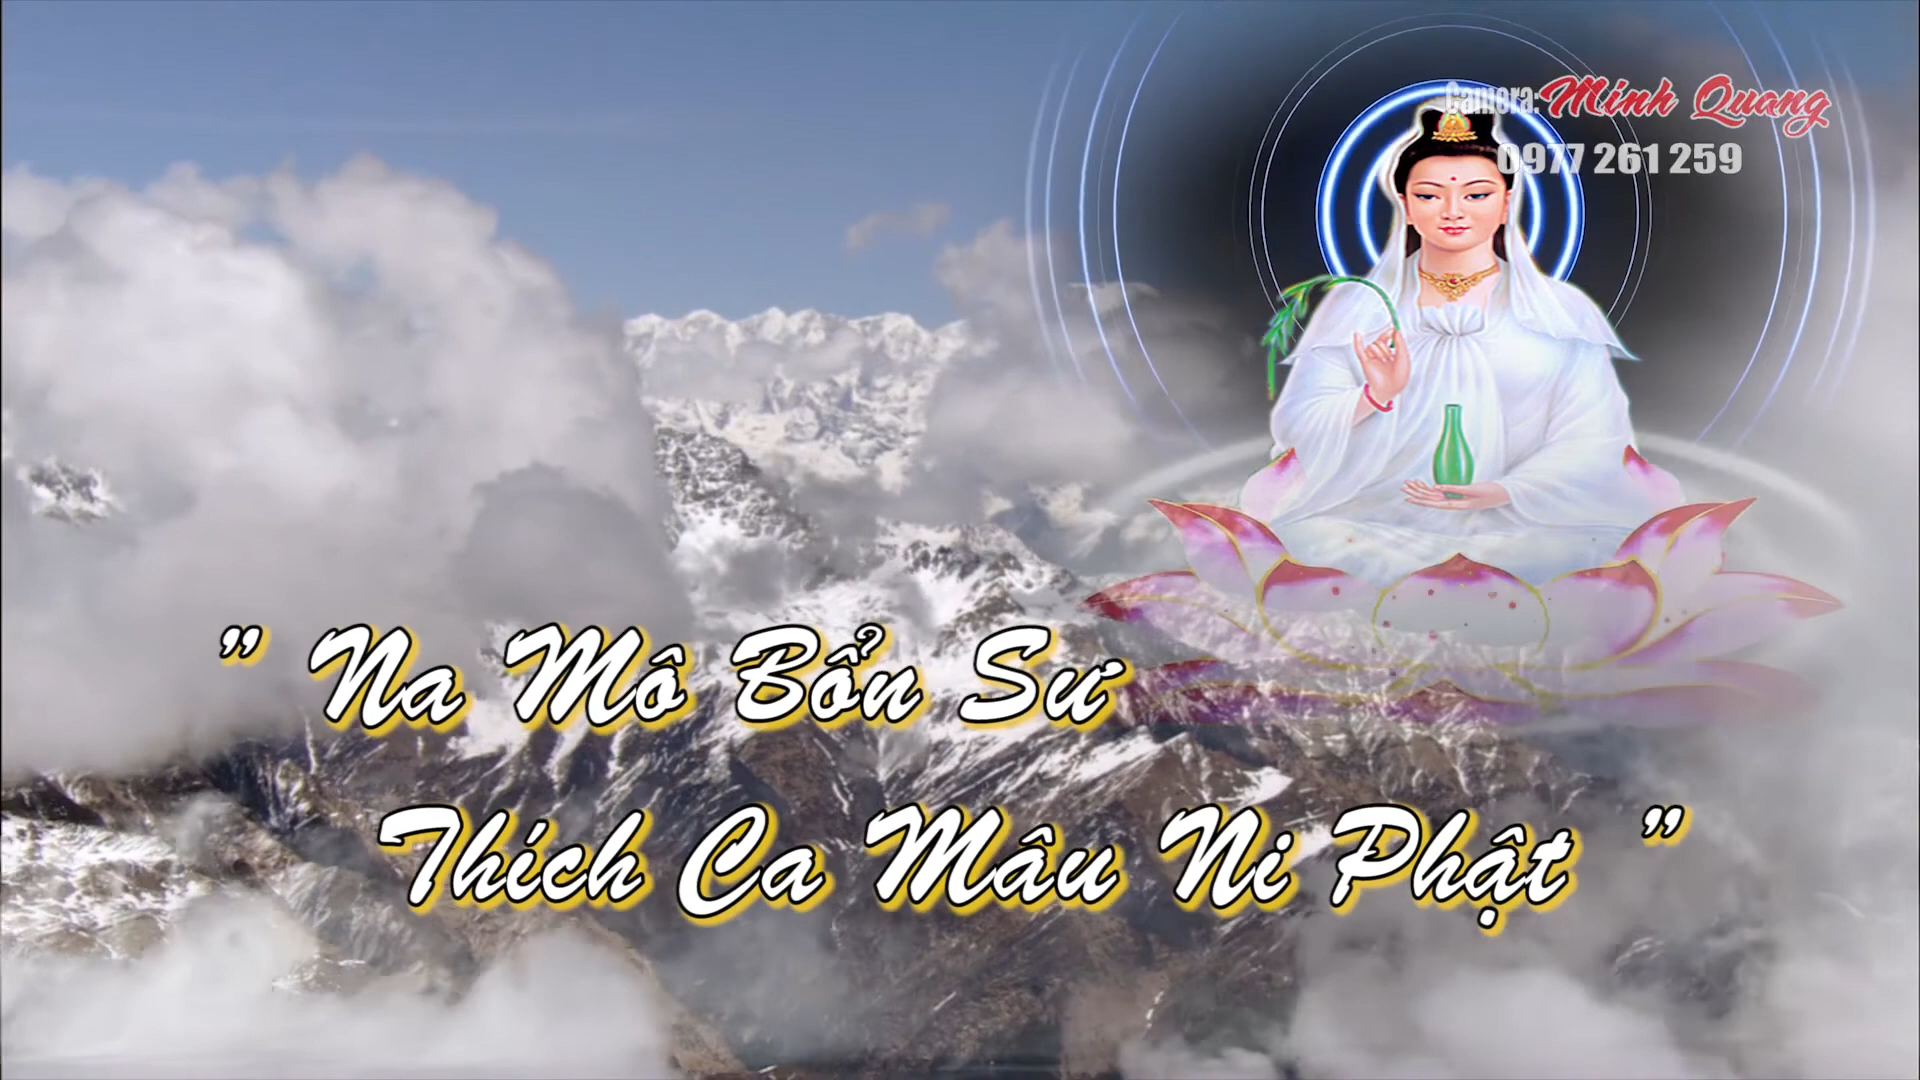 Camera: Minh Quang
0977 261 259
" Na Mô Bổn Sư
Thích Ca Mâu Ni Phật "